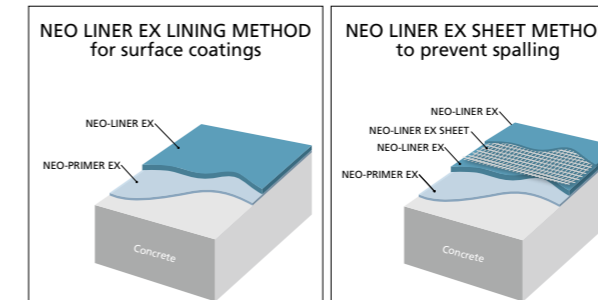 NEO LINER EX LINING METHOD
for surface coatings
NEO-LINER EX
NEO-PRIMER EX
Concrete
NEO LINER EX SHEET METHO
to prevent spalling
NEO-LINER EX
NEO-LINER EX SHEET
NEO-LINER EX
NEO-PRIMER EX
Concrete